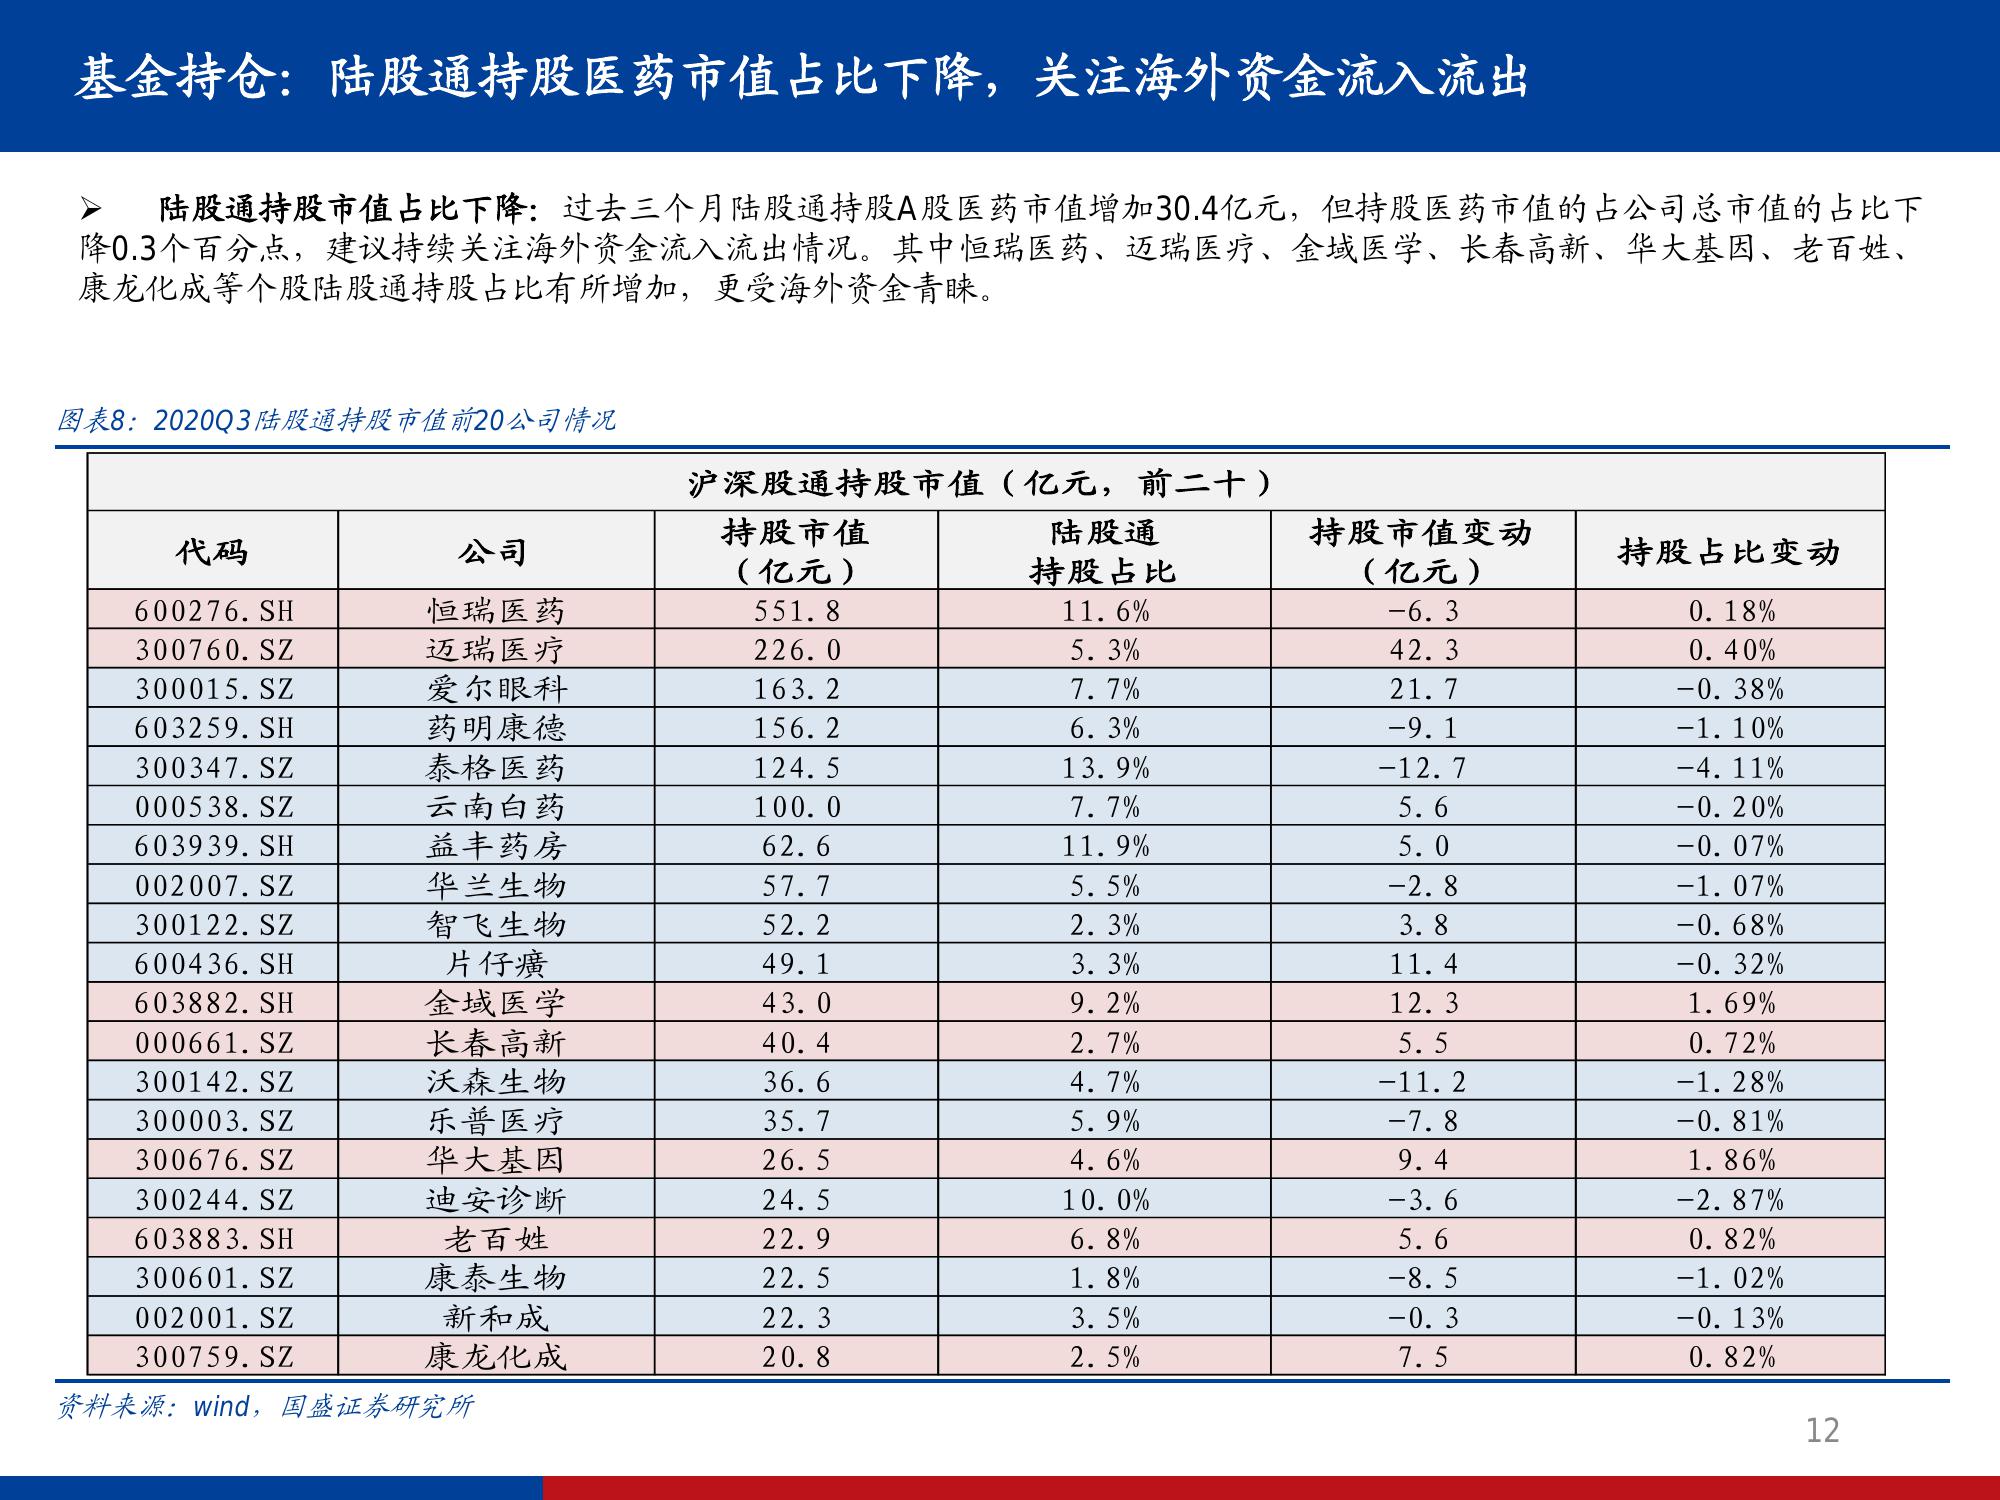 基金持仓：陆股通持股医药市值占比下降，关注海外资金流入流出
➢ 陆股通持股市值占比下降：过去三个月陆股通持股A股医药市值增加30.4亿元，但持股医药市值的占公司总市值的占比下
降0.3个百分点，建议持续关注海外资金流入流出情况。其中恒瑞医药、迈瑞医疗、金域医学、长春高新、华大基因、老百姓、
康龙化成等个股陆股通持股占比有所增加，更受海外资金青睐。
图表8：2020Q3陆股通持股市值前20公司情况
沪深股通持股市值（亿元，前二十）
代码 公司 持股市值（亿元） 陆股通持股占比 持股市值变动（亿元） 持股占比变动
600276.SH 恒瑞医药 551.8 11.6% -6.3 0.18%
300760.SZ 迈瑞医疗 226.0 5.3% 42.3 0.40%
300015.SZ 爱尔眼科 163.2 7.7% 21.7 -0.38%
603259.SH 药明康德 156.2 6.3% -9.1 -1.10%
300347.SZ 泰格医药 124.5 13.9% -12.7 -4.11%
000538.SZ 云南白药 100.0 7.7% 5.6 -0.20%
603939.SH 益丰药房 62.6 11.9% 5.0 -0.07%
002007.SZ 华兰生物 57.7 5.5% -2.8 -1.07%
300122.SZ 智飞生物 52.2 2.3% 3.8 -0.68%
600436.SH 片仔癀 49.1 3.3% 11.4 -0.32%
603882.SH 金域医学 43.0 9.2% 12.3 1.69%
000661.SZ 长春高新 40.4 2.7% 5.5 0.72%
300142.SZ 沃森生物 36.6 4.7% -11.2 -1.28%
300003.SZ 乐普医疗 35.7 5.9% -7.8 -0.81%
300676.SZ 华大基因 26.5 4.6% 9.4 1.86%
300244.SZ 迪安诊断 24.5 10.0% -3.6 -2.87%
603883.SH 老百姓 22.9 6.8% 5.6 0.82%
300601.SZ 康泰生物 22.5 1.8% -8.5 -1.02%
002001.SZ 新和成 22.3 3.5% -0.3 -0.13%
300759.SZ 康龙化成 20.8 2.5% 7.5 0.82%
资料来源：wind，国盛证券研究所
12